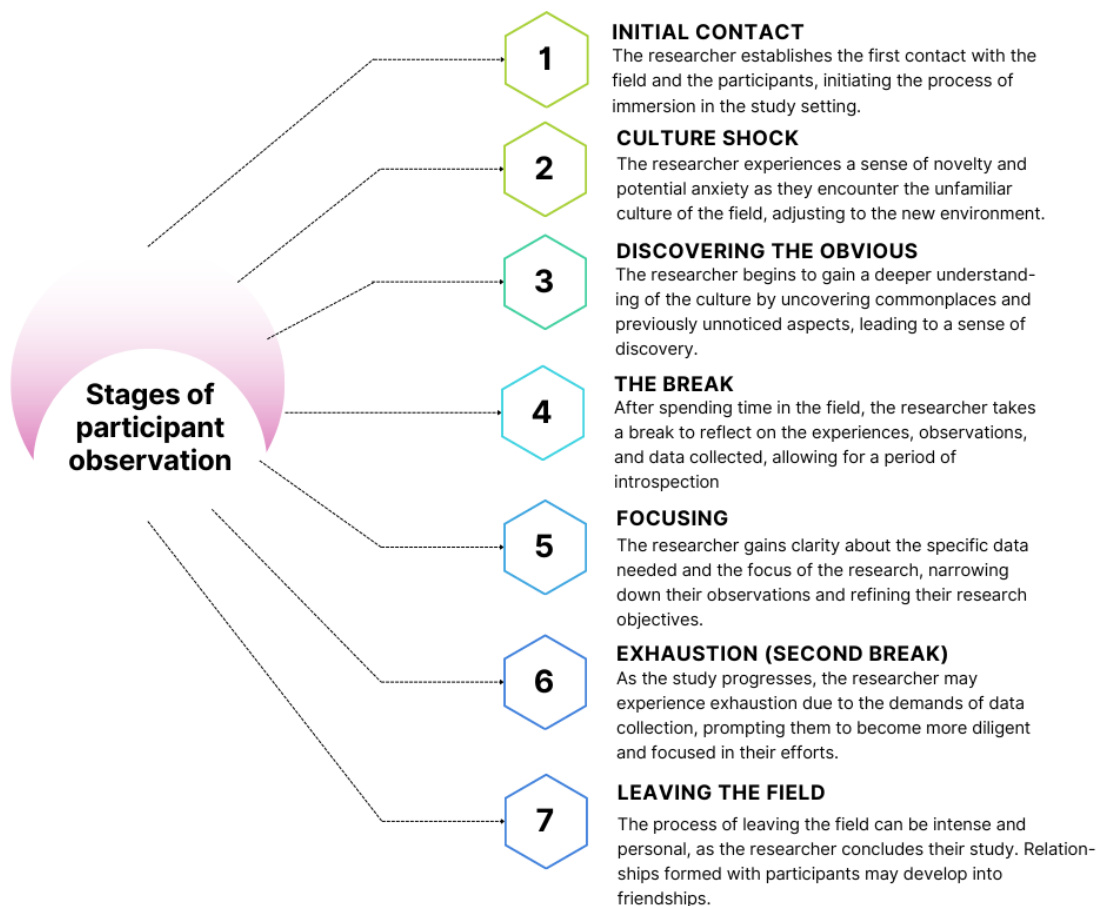 Stages of
participant
observation
1
INITIAL CONTACT
The researcher establishes the first contact with the
field and the participants, initiating the process of
immersion in the study setting.
2
CULTURE SHOCK
The researcher experiences a sense of novelty and
potential anxiety as they encounter the unfamiliar
culture of the field, adjusting to the new environment.
3
DISCOVERING THE OBVIOUS
The researcher begins to gain a deeper understand-
ing of the culture by uncovering commonplaces and
previously unnoticed aspects, leading to a sense of
discovery.
4
THE BREAK
After spending time in the field, the researcher takes
a break to reflect on the experiences, observations,
and data collected, allowing for a period of
introspection
5
FOCUSING
The researcher gains clarity about the specific data
needed and the focus of the research, narrowing
down their observations and refining their research
objectives.
6
EXHAUSTION (SECOND BREAK)
As the study progresses, the researcher may
experience exhaustion due to the demands of data
collection, prompting them to become more diligent
and focused in their efforts.
7
LEAVING THE FIELD
The process of leaving the field can be intense and
personal, as the researcher concludes their study. Relation-
ships formed with participants may develop into
friendships.